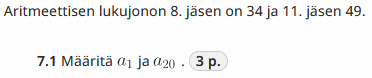 Aritmeettisen lukujonon 8. jäsen on 34 ja 11. jäsen 49.
7.1 Määritä a₁ ja a₂₀ . 3 p.